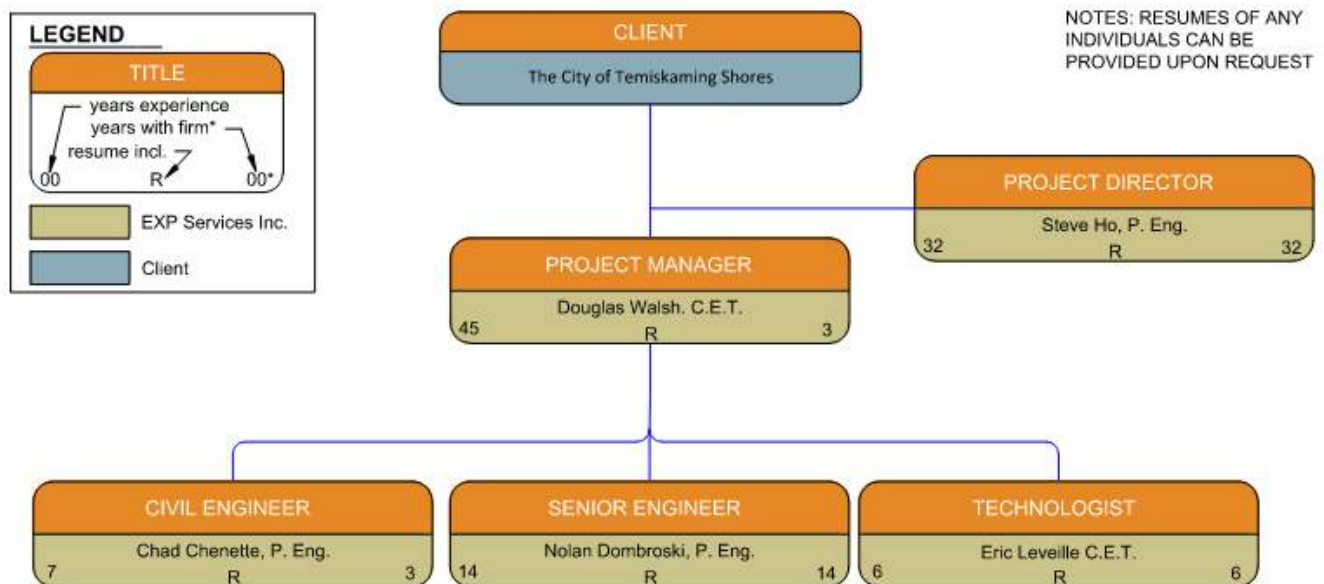 LEGEND
TITLE
years experience
years with firm*
resume incl.
00 R 00*
EXP Services Inc.
Client
CLIENT
The City of Temiskaming Shores
NOTES: RESUMES OF ANY
INDIVIDUALS CAN BE
PROVIDED UPON REQUEST
PROJECT DIRECTOR
Steve Ho, P. Eng.
32 R 32
PROJECT MANAGER
Douglas Walsh. C.E.T.
45 R 3
CIVIL ENGINEER
Chad Chenette, P. Eng.
7 R 3
SENIOR ENGINEER
Nolan Dombroski, P. Eng.
14 R 14
TECHNOLOGIST
Eric Leveille C.E.T.
6 R 6